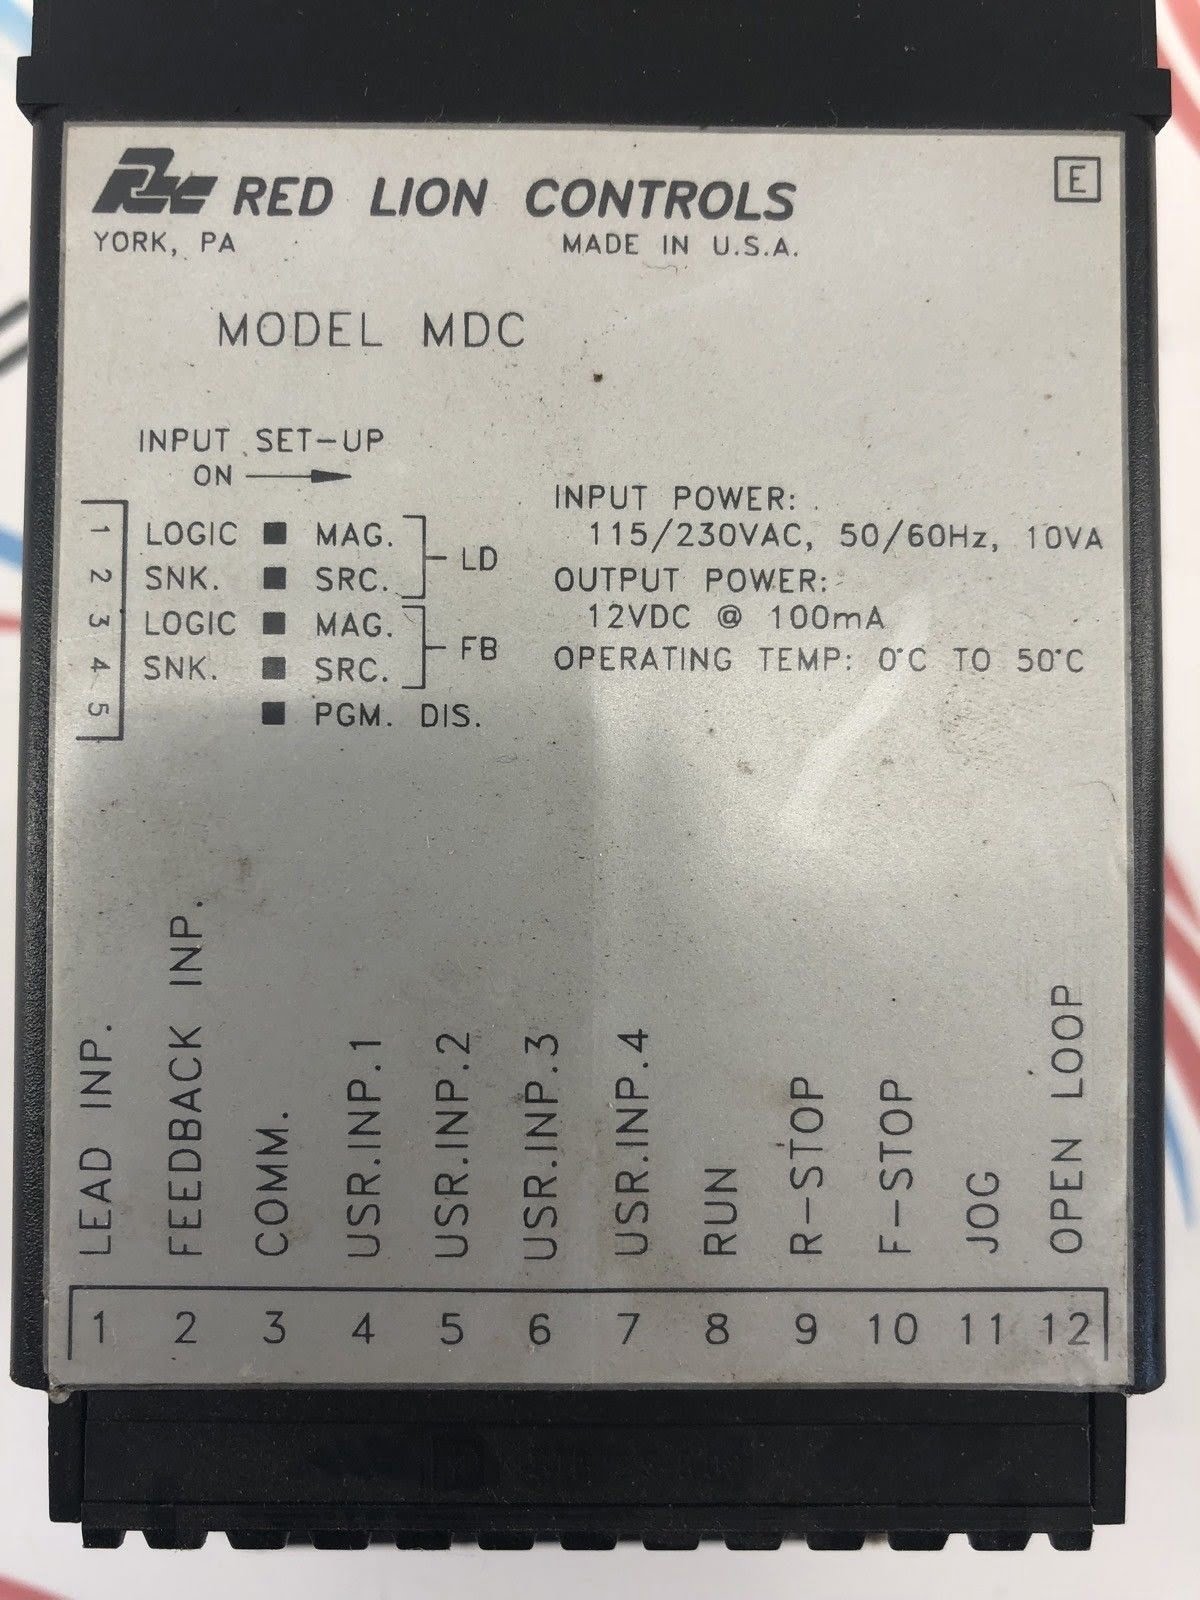 RLC RED LION CONTROLS
E
YORK, PA MADE IN U.S.A.
MODEL MDC
INPUT SET-UP
ON
1 LOGIC MAG.
2 SNK. SRC.
LD
3 LOGIC MAG.
4 SNK. SRC.
FB
5 PGM. DIS.
INPUT POWER:
115/230VAC, 50/60Hz, 10VA
OUTPUT POWER:
12VDC @ 100mA
OPERATING TEMP: 0°C TO 50°C
LEAD INP.
FEEDBACK INP.
COMM.
USR.INP.1
USR.INP.2
USR.INP.3
USR.INP.4
RUN
R-STOP
F-STOP
JOG
OPEN LOOP
1 2 3 4 5 6 7 8 9 10 11 12